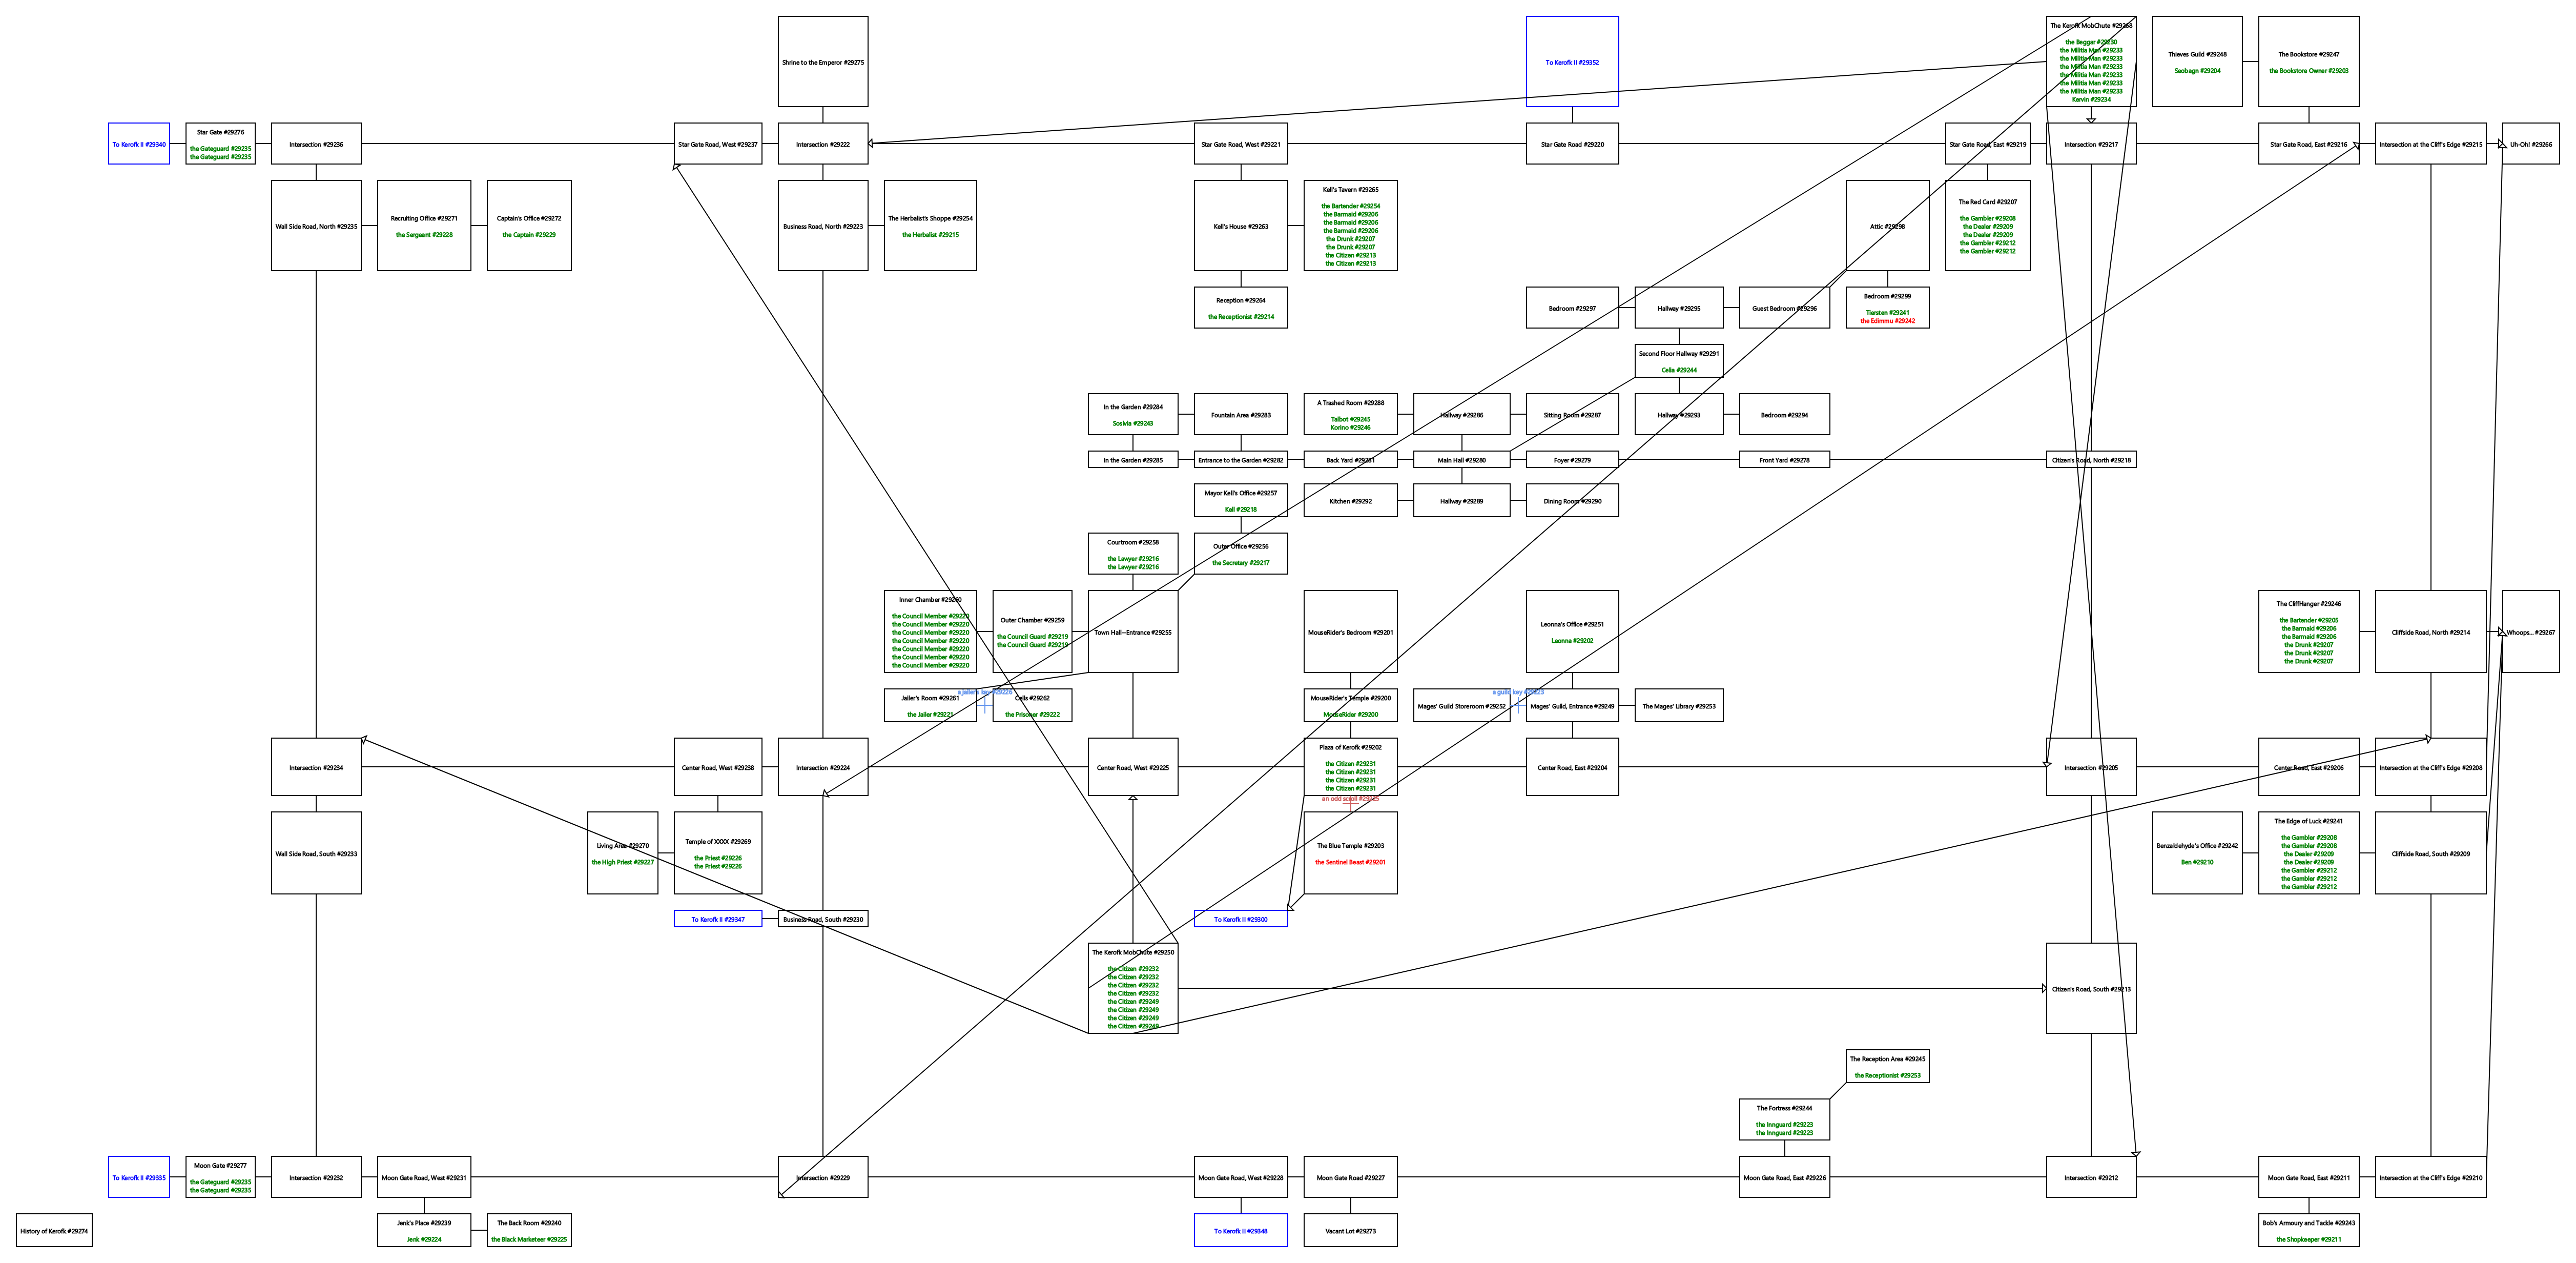 Shrine to the Emperor #29275
To Kerofk II #29352
The Kerofk MobChute #29268
the Beggar #29230
the Militia Man #29233
the Militia Man #29233
the Militia Man #29233
the Militia Man #29233
the Militia Man #29233
the Militia Man #29233
Kervin #29234
Thieves Guild #29248
Seobagn #29204
The Bookstore #29247
the Bookstore Owner #29203
To Kerofk II #29340
Star Gate #29276
the Gateguard #29235
the Gateguard #29235
Intersection #29236
Star Gate Road, West #29237
Intersection #29222
Star Gate Road, West #29221
Star Gate Road #29220
Star Gate Road, East #29219
Intersection #29217
Star Gate Road, East #29216
Intersection at the Cliff's Edge #29215
Uh-Oh! #29266
Wall Side Road, North #29235
Recruiting Office #29271
the Sergeant #29228
Captain's Office #29272
the Captain #29229
Business Road, North #29223
The Herbalist's Shoppe #29254
the Herbalist #29215
Kell's House #29263
Kell's Tavern #29265
the Bartender #29254
the Barmaid #29206
the Barmaid #29206
the Barmaid #29206
the Drunk #29207
the Drunk #29207
the Citizen #29213
the Citizen #29213
Attic #29298
The Red Card #29207
the Gambler #29208
the Dealer #29209
the Dealer #29209
the Gambler #29212
the Gambler #29212
Reception #29264
the Receptionist #29214
Bedroom #29297
Hallway #29295
Guest Bedroom #29296
Bedroom #29299
Tiersten #29241
the Edimmu #29242
Second Floor Hallway #29291
Celia #29244
In the Garden #29284
Sosivia #29243
Fountain Area #29283
A Trashed Room #29288
Talbot #29245
Korino #29246
Hallway #29286
Sitting Room #29287
Hallway #29293
Bedroom #29294
In the Garden #29285
Entrance to the Garden #29282
Back Yard #29281
Main Hall #29280
Foyer #29279
Front Yard #29278
Citizen's Road, North #29218
Mayor Kell's Office #29257
Kell #29218
Kitchen #29292
Hallway #29289
Dining Room #29290
Courtroom #29258
the Lawyer #29216
the Lawyer #29216
Outer Office #29256
the Secretary #29217
Inner Chamber #29260
the Council Member #29220
the Council Member #29220
the Council Member #29220
the Council Member #29220
the Council Member #29220
the Council Member #29220
the Council Member #29220
Outer Chamber #29259
the Council Guard #29219
the Council Guard #29219
Town Hall--Entrance #29255
MouseRider's Bedroom #29201
Leonna's Office #29251
Leonna #29202
The CliffHanger #29246
the Bartender #29205
the Barmaid #29206
the Barmaid #29206
the Drunk #29207
the Drunk #29207
the Drunk #29207
Cliffside Road, North #29214
Whoops... #29267
Jailer's Room #29261
the Jailer #29221
a jailer's key #29226
Cells #29262
the Prisoner #29222
MouseRider's Temple #29200
MouseRider #29200
Mages' Guild Storeroom #29252
a guild key #29223
Mages' Guild, Entrance #29249
The Mages' Library #29253
Intersection #29234
Center Road, West #29238
Intersection #29224
Center Road, West #29225
Plaza of Kerofk #29202
the Citizen #29231
the Citizen #29231
the Citizen #29231
the Citizen #29231
Center Road, East #29204
Intersection #29205
Center Road, East #29206
Intersection at the Cliff's Edge #29208
an odd scroll #29225
Wall Side Road, South #29233
Living Area #29270
the High Priest #29227
Temple of XXXX #29269
the Priest #29226
the Priest #29226
The Blue Temple #29203
the Sentinel Beast #29201
Benzaldehyde's Office #29242
Ben #29210
The Edge of Luck #29241
the Gambler #29208
the Gambler #29208
the Dealer #29209
the Dealer #29209
the Gambler #29212
the Gambler #29212
the Gambler #29212
Cliffside Road, South #29209
To Kerofk II #29347
Business Road, South #29230
To Kerofk II #29300
The Kerofk MobChute #29250
the Citizen #29232
the Citizen #29232
the Citizen #29232
the Citizen #29232
the Citizen #29249
the Citizen #29249
the Citizen #29249
the Citizen #29249
Citizen's Road, South #29213
The Reception Area #29245
the Receptionist #29253
The Fortress #29244
the Innguard #29223
the Innguard #29223
To Kerofk II #29335
Moon Gate #29277
the Gateguard #29235
the Gateguard #29235
Intersection #29232
Moon Gate Road, West #29231
Intersection #29229
Moon Gate Road, West #29228
Moon Gate Road #29227
Moon Gate Road, East #29226
Intersection #29212
Moon Gate Road, East #29211
Intersection at the Cliff's Edge #29210
History of Kerofk #29274
Jenk's Place #29239
Jenk #29224
The Back Room #29240
the Black Marketeer #29225
To Kerofk II #29348
Vacant Lot #29273
Bob's Armoury and Tackle #29243
the Shopkeeper #29211